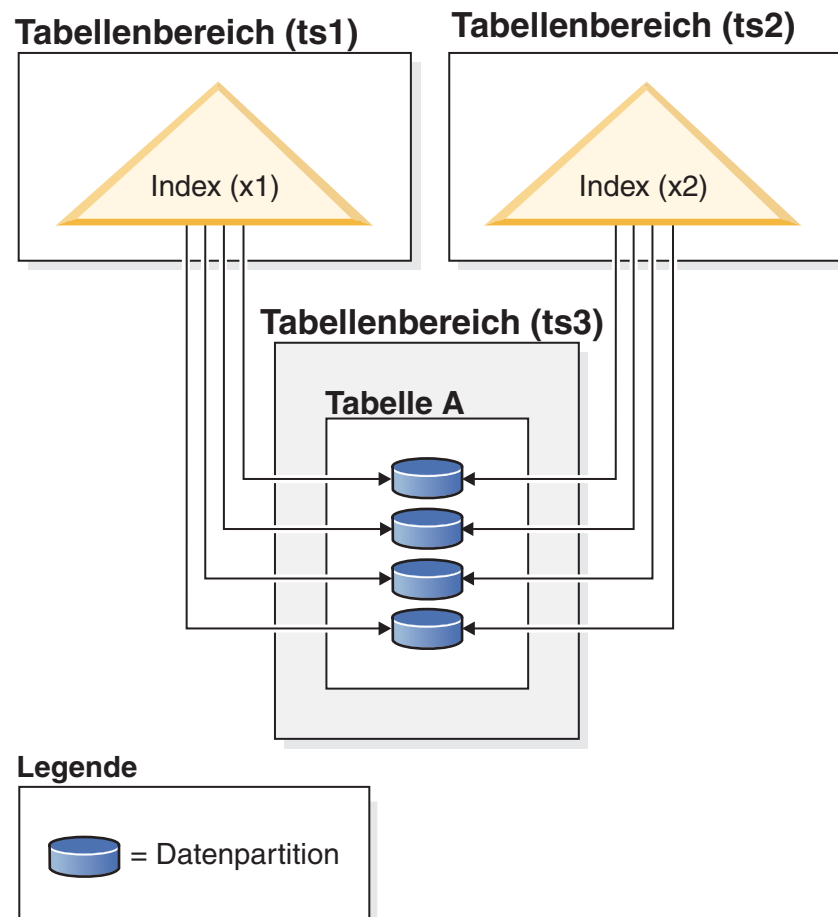 Tabellenbereich (ts1)
Tabellenbereich (ts2)
Index (x1)
Index (x2)
Tabellenbereich (ts3)
Tabelle A
Legende
= Datenpartition